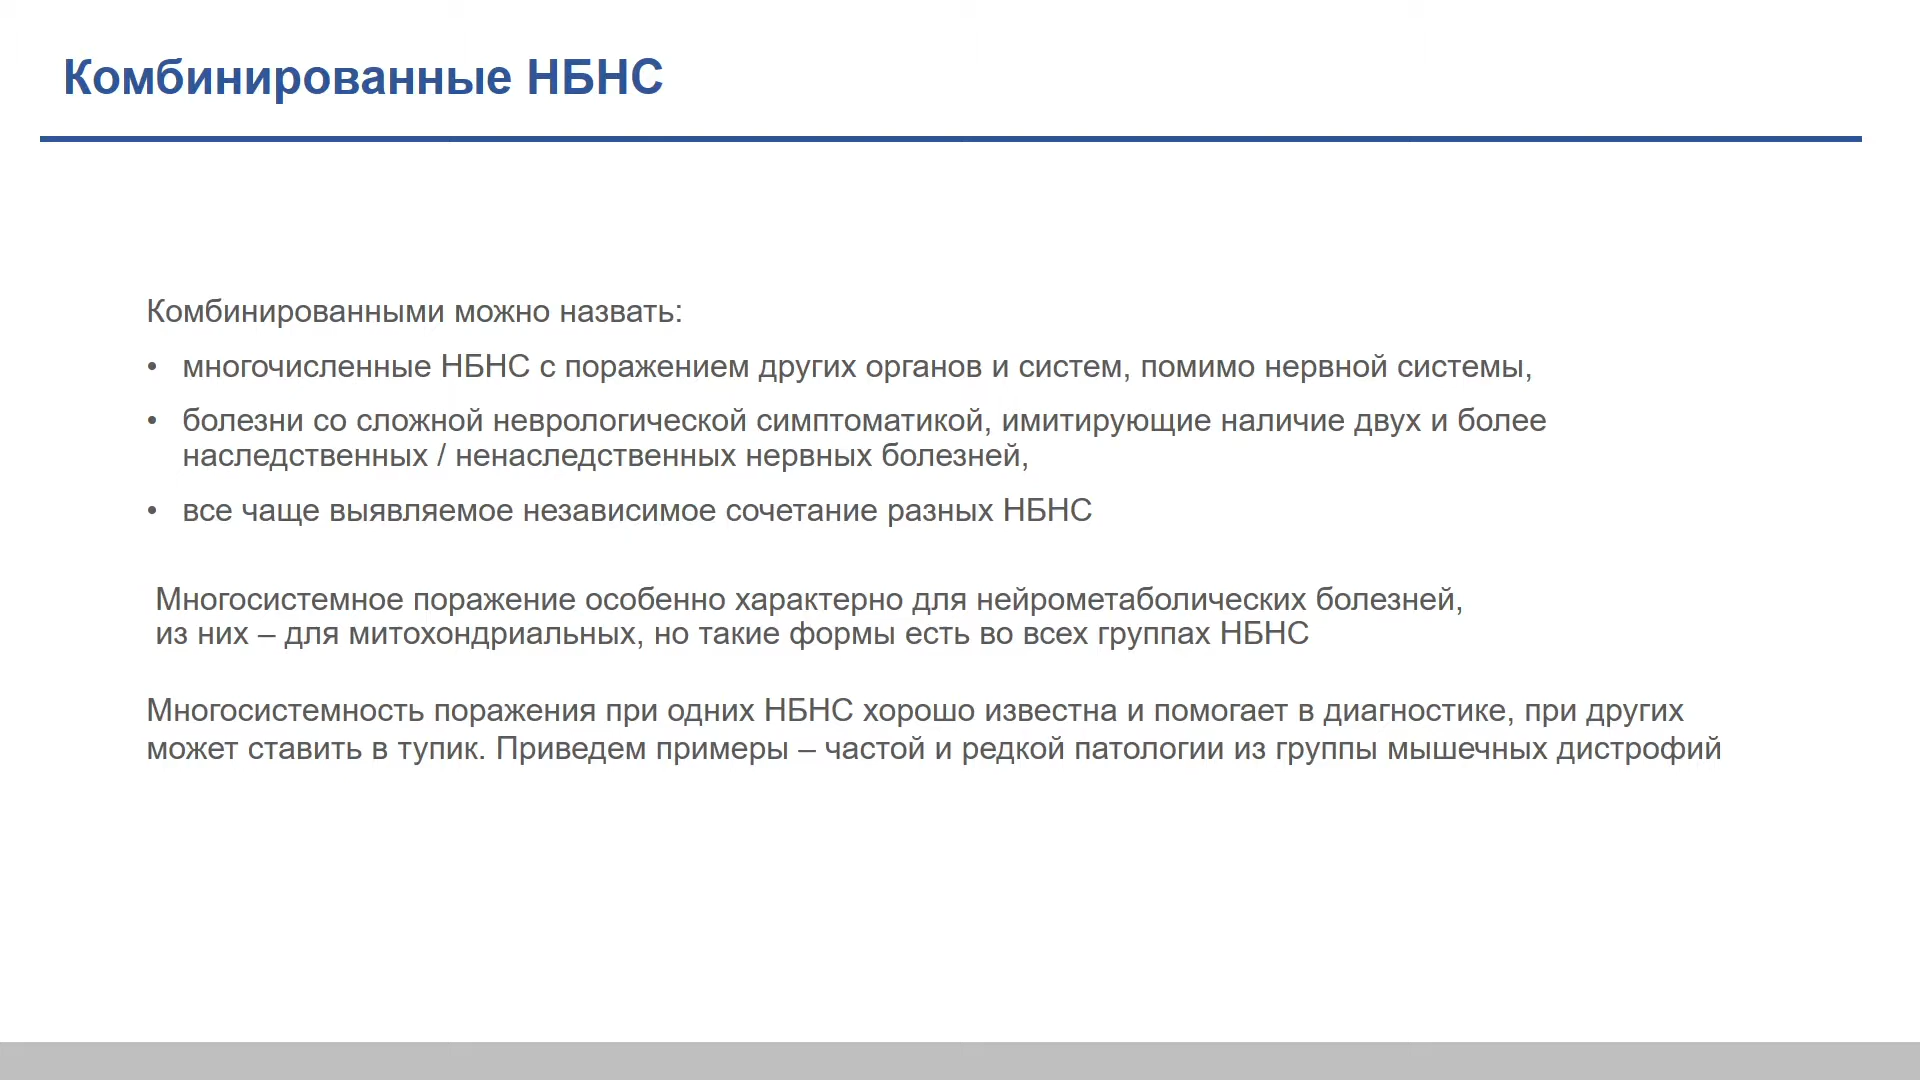 Комбинированные НБНС
Комбинированными можно назвать:
• многочисленные НБНС с поражением других органов и систем, помимо нервной системы,
• болезни со сложной неврологической симптоматикой, имитирующие наличие двух и более
наследственных / ненаследственных нервных болезней,
• все чаще выявляемое независимое сочетание разных НБНС
Многосистемное поражение особенно характерно для нейрометаболических болезней,
из них – для митохондриальных, но такие формы есть во всех группах НБНС
Многосистемность поражения при одних НБНС хорошо известна и помогает в диагностике, при других
может ставить в тупик. Приведем примеры – частой и редкой патологии из группы мышечных дистрофий